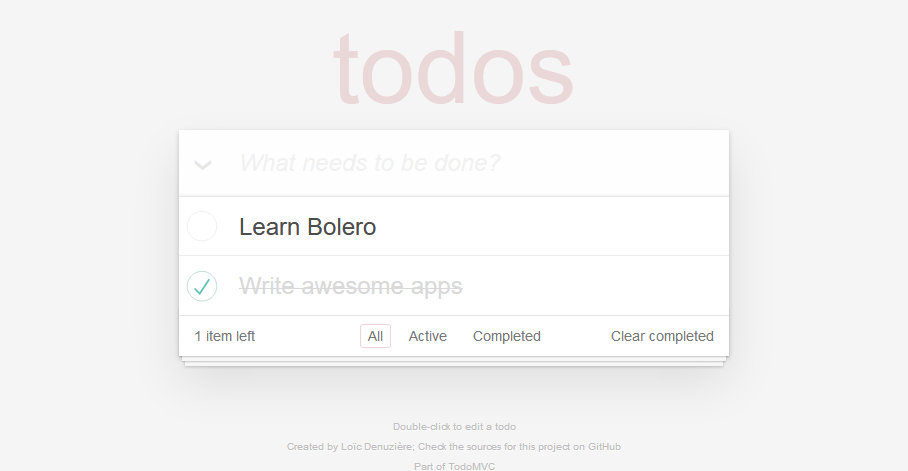 todos
What needs to be done?
Learn Bolero
Write awesome apps
1 item left All Active Completed Clear completed
Double-click to edit a todo
Created by Loïc Denuzière; Check the sources for this project on GitHub
Part of TodoMVC